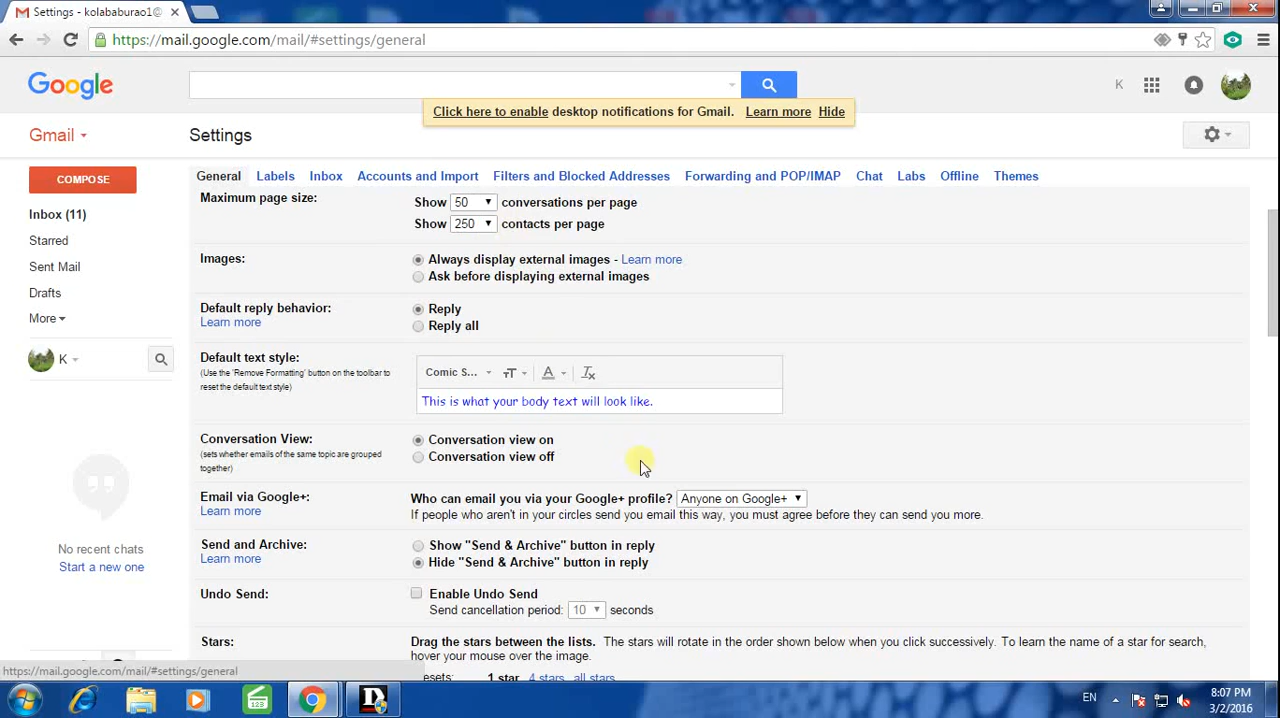 Settings - kolababurao1@
https://mail.google.com/mail/#settings/general
Google
K
Click here to enable desktop notifications for Gmail. Learn more Hide
Gmail
Settings
COMPOSE
General Labels Inbox Accounts and Import Filters and Blocked Addresses Forwarding and POP/IMAP Chat Labs Offline Themes
Maximum page size:
Show 50 conversations per page
Show 250 contacts per page
Inbox (11)
Starred
Sent Mail
Drafts
More
K
Images:
Always display external images - Learn more
Ask before displaying external images
Default reply behavior:
Learn more
Reply
Reply all
Default text style:
(Use the 'Remove Formatting' button on the toolbar to
reset the default text style)
Comic S...
This is what your body text will look like.
Conversation View:
(sets whether emails of the same topic are grouped
together)
Conversation view on
Conversation view off
Email via Google+:
Learn more
Who can email you via your Google+ profile? Anyone on Google+
If people who aren't in your circles send you email this way, you must agree before they can send you more.
Send and Archive:
Learn more
Show "Send & Archive" button in reply
Hide "Send & Archive" button in reply
No recent chats
Start a new one
Undo Send:
Enable Undo Send
Send cancellation period: 10 seconds
Stars:
Drag the stars between the lists. The stars will rotate in the order shown below when you click successively. To learn the name of a star for search,
hover your mouse over the image.
esets: 1 star 4 stars all stars
https://mail.google.com/mail/#settings/general
123
D
EN
8:07 PM
3/2/2016